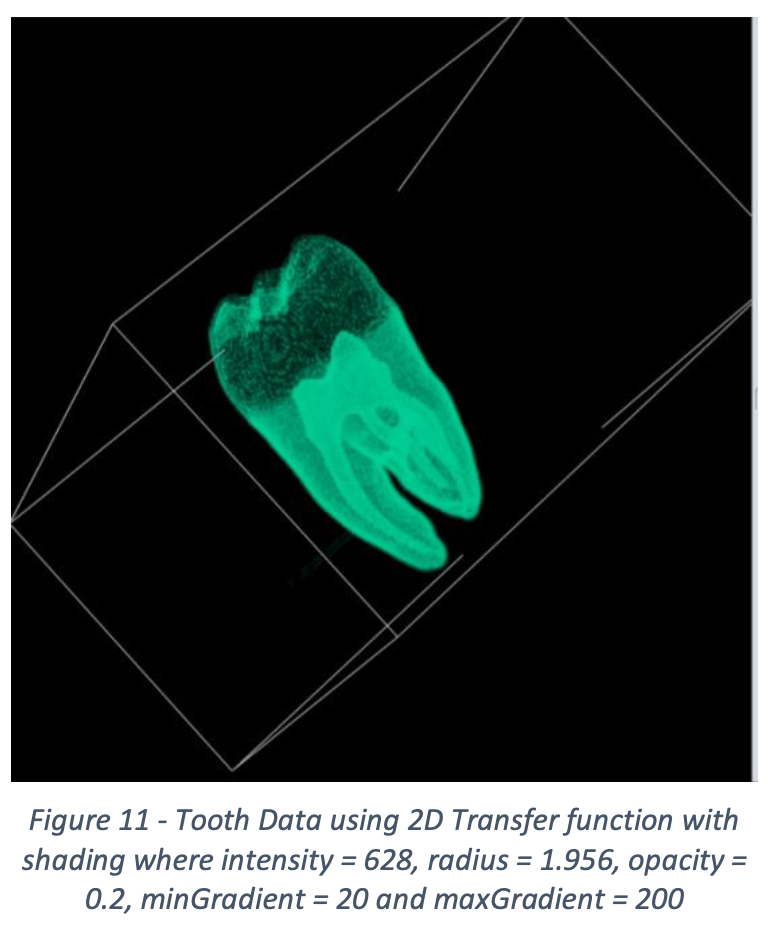 Figure 11 - Tooth Data using 2D Transfer function with
shading where intensity = 628, radius = 1.956, opacity =
0.2, minGradient = 20 and maxGradient = 200